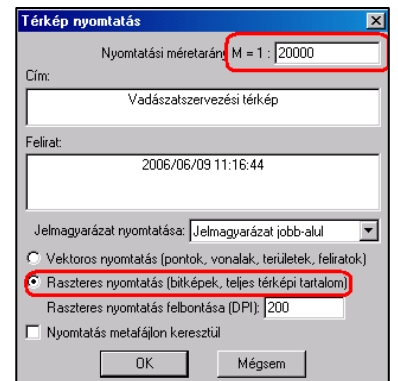 Térkép nyomtatás
Nyomtatási méretarány M = 1 : 20000
Cím:
Vadászatszervezési térkép
Felirat:
2006/06/09 11:16:44
Jelmagyarázat nyomtatása: Jelmagyarázat jobb-alul
Vektoros nyomtatás (pontok, vonalak, területek, feliratok)
Raszteres nyomtatás (bitképek, teljes térképi tartalom)
Raszteres nyomtatás felbontása (DPI): 200
Nyomtatás metafájlon keresztül
OK Mégsem